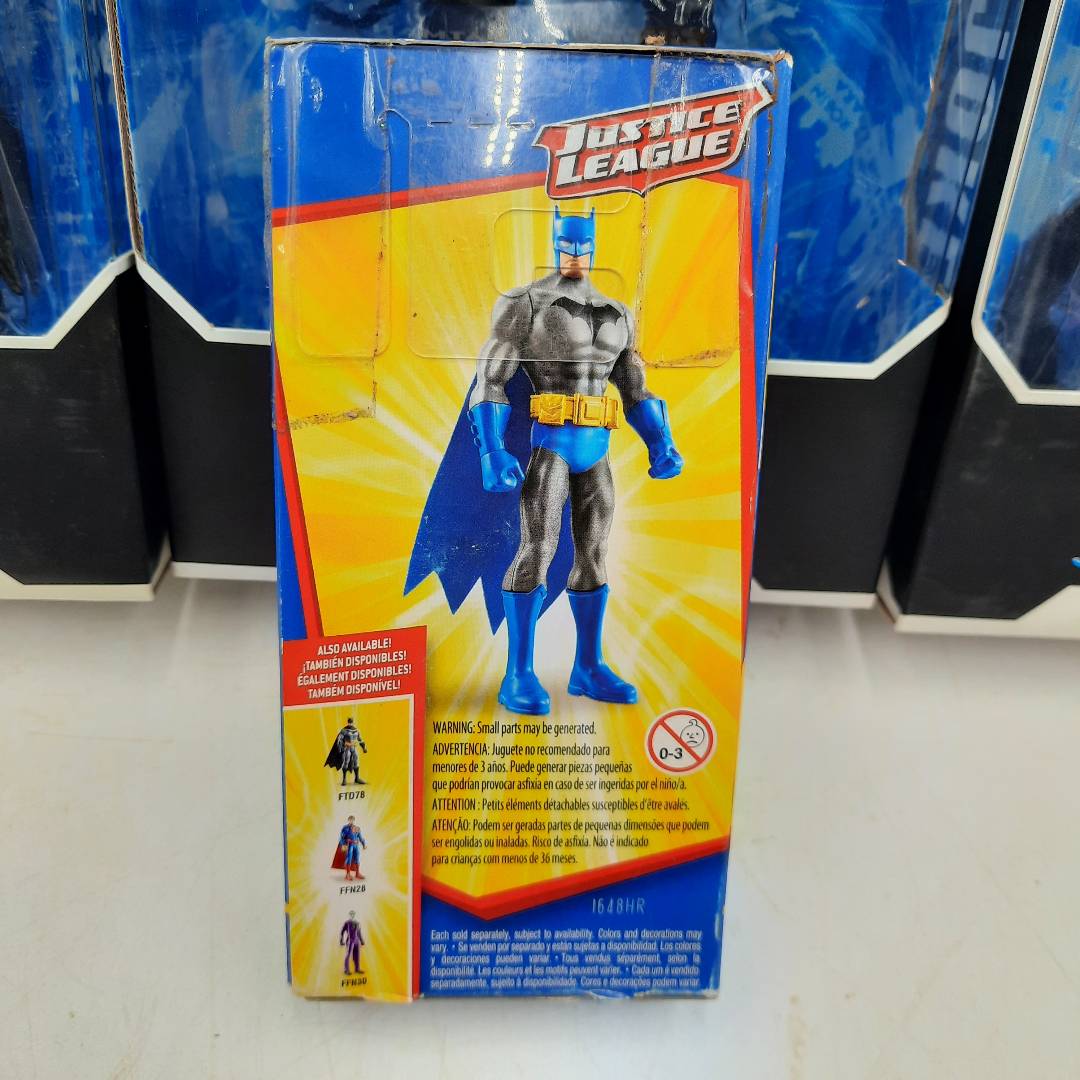 JUSTICE
LEAGUE
ALSO AVAILABLE!
¡TAMBIÉN DISPONIBLES!
ÉGALEMENT DISPONIBLES!
TAMBÉM DISPONÍVEL!
FTD78
FFN28
FFN30
WARNING: Small parts may be generated.
ADVERTENCIA: Juguete no recomendado para
menores de 3 años. Puede generar piezas pequeñas
que podrían provocar asfixia en caso de ser ingeridas por el niño/a.
ATTENTION : Petits éléments détachables susceptibles d'être avalés.
ATENÇÃO: Podem ser geradas partes de pequenas dimensões que podem
ser engolidas ou inaladas. Risco de asfixia. Não é indicado
para crianças com menos de 36 meses.
0-3
1648HR
Each sold separately, subject to availability. Colors and decorations may
vary. • Se venden por separado y están sujetas a disponibilidad. Los colores
y decoraciones pueden variar. • Tous vendus séparément, selon la
disponibilité. Les couleurs et les motifs peuvent varier. • Cada um é vendido
separadamente, sujeito à disponibilidade. Cores e decorações podem variar.